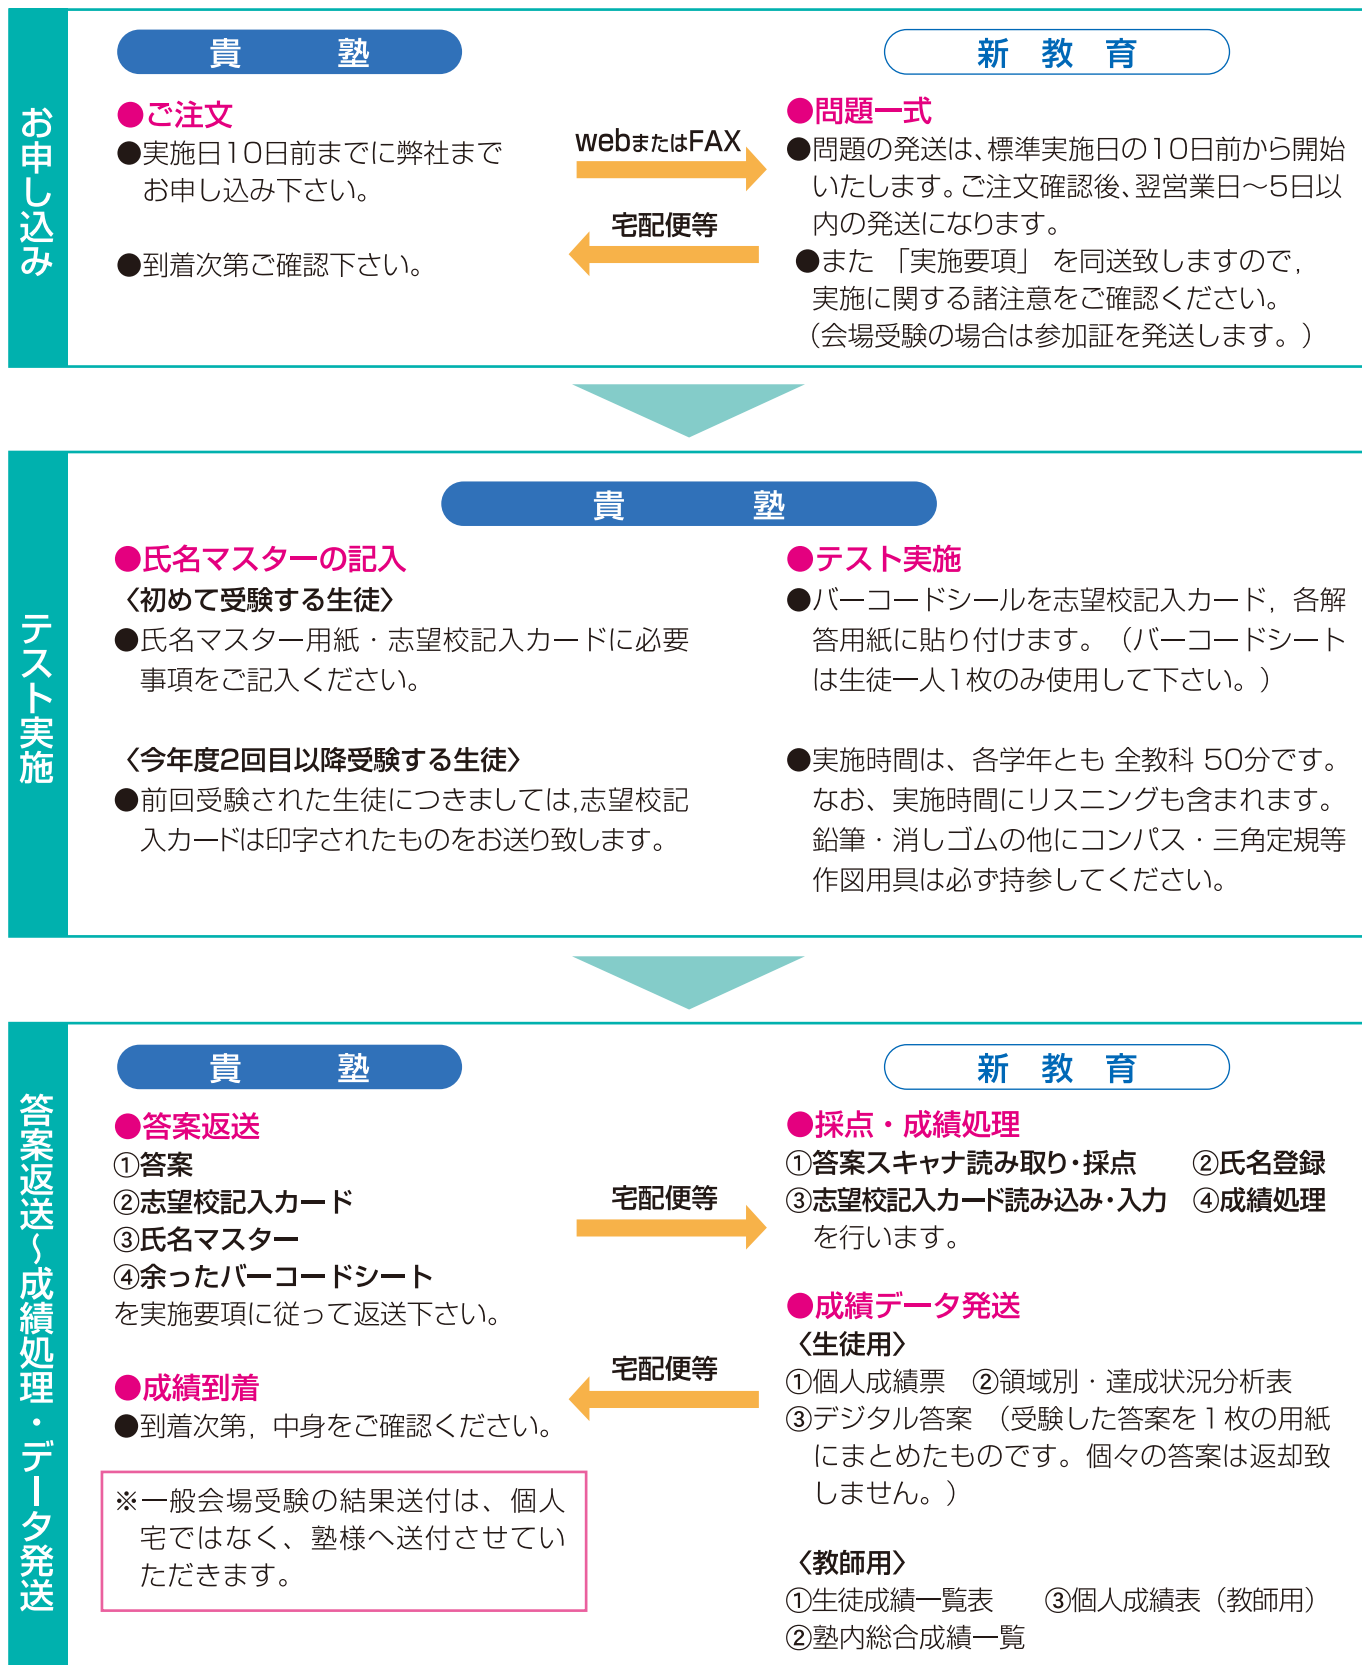 お申し込み
貴 塾
●ご注文
●実施日10日前までに弊社まで
お申し込み下さい。
●到着次第ご確認下さい。
webまたはFAX
宅配便等
新 教 育
●問題一式
●問題の発送は、標準実施日の10日前から開始
いたします。ご注文確認後、翌営業日〜5日以
内の発送になります。
●また 「実施要項」 を同送致しますので,
実施に関する諸注意をご確認ください。
(会場受験の場合は参加証を発送します。)
テスト実施
貴 塾
●氏名マスターの記入
〈初めて受験する生徒〉
●氏名マスター用紙・志望校記入カードに必要
事項をご記入ください。
〈今年度2回目以降受験する生徒〉
●前回受験された生徒につきましては,志望校記
入カードは印字されたものをお送り致します。
●テスト実施
●バーコードシールを志望校記入カード, 各解
答用紙に貼り付けます。(バーコードシート
は生徒一人1枚のみ使用して下さい。)
●実施時間は、各学年とも 全教科 50分です。
なお、実施時間にリスニングも含まれます。
鉛筆・消しゴムの他にコンパス・三角定規等
作図用具は必ず持参してください。
答案返送〜成績処理・データ発送
貴 塾
●答案返送
①答案
②志望校記入カード
③氏名マスター
④余ったバーコードシート
を実施要項に従って返送下さい。
●成績到着
●到着次第, 中身をご確認ください。
※一般会場受験の結果送付は、個人
宅ではなく、塾様へ送付させてい
ただきます。
宅配便等
宅配便等
新 教 育
●採点・成績処理
①答案スキャナ読み取り・採点 ②氏名登録
③志望校記入カード読み込み・入力 ④成績処理
を行います。
●成績データ発送
〈生徒用〉
①個人成績票 ②領域別・達成状況分析表
③デジタル答案 (受験した答案を1枚の用紙
にまとめたものです。個々の答案は返却致
しません。)
〈教師用〉
①生徒成績一覧表 ③個人成績表(教師用)
②塾内総合成績一覧